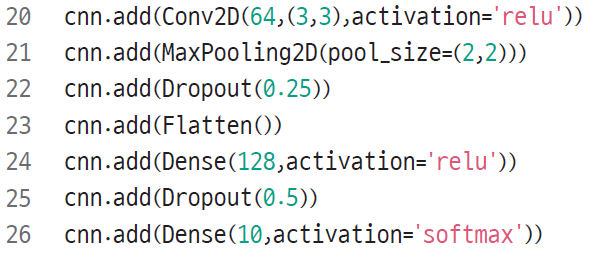 20 cnn.add(Conv2D(64,(3,3),activation='relu'))
21 cnn.add(MaxPooling2D(pool_size=(2,2)))
22 cnn.add(Dropout(0.25))
23 cnn.add(Flatten())
24 cnn.add(Dense(128,activation='relu'))
25 cnn.add(Dropout(0.5))
26 cnn.add(Dense(10,activation='softmax'))